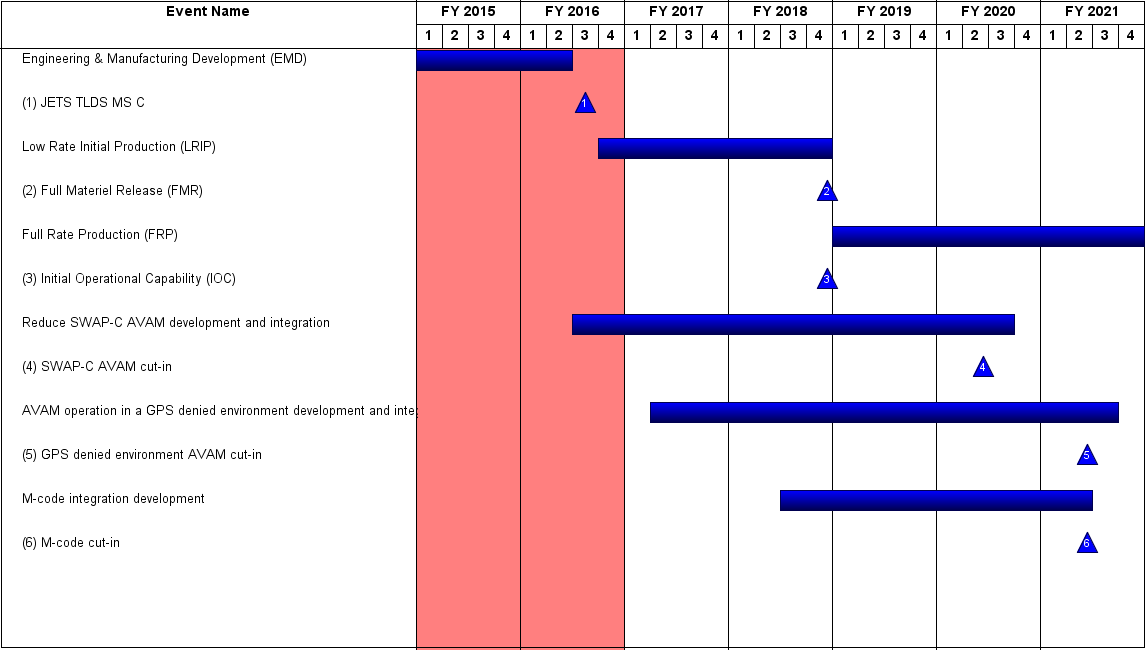 Event Name FY 2015 FY 2016 FY 2017 FY 2018 FY 2019 FY 2020 FY 2021
1 2 3 4 1 2 3 4 1 2 3 4 1 2 3 4 1 2 3 4 1 2 3 4 1 2 3 4
Engineering & Manufacturing Development (EMD)
(1) JETS TLDS MS C 1
Low Rate Initial Production (LRIP)
(2) Full Materiel Release (FMR) 2
Full Rate Production (FRP)
(3) Initial Operational Capability (IOC) 3
Reduce SWAP-C AVAM development and integration
(4) SWAP-C AVAM cut-in 4
AVAM operation in a GPS denied environment development and inte
(5) GPS denied environment AVAM cut-in 5
M-code integration development
(6) M-code cut-in 6